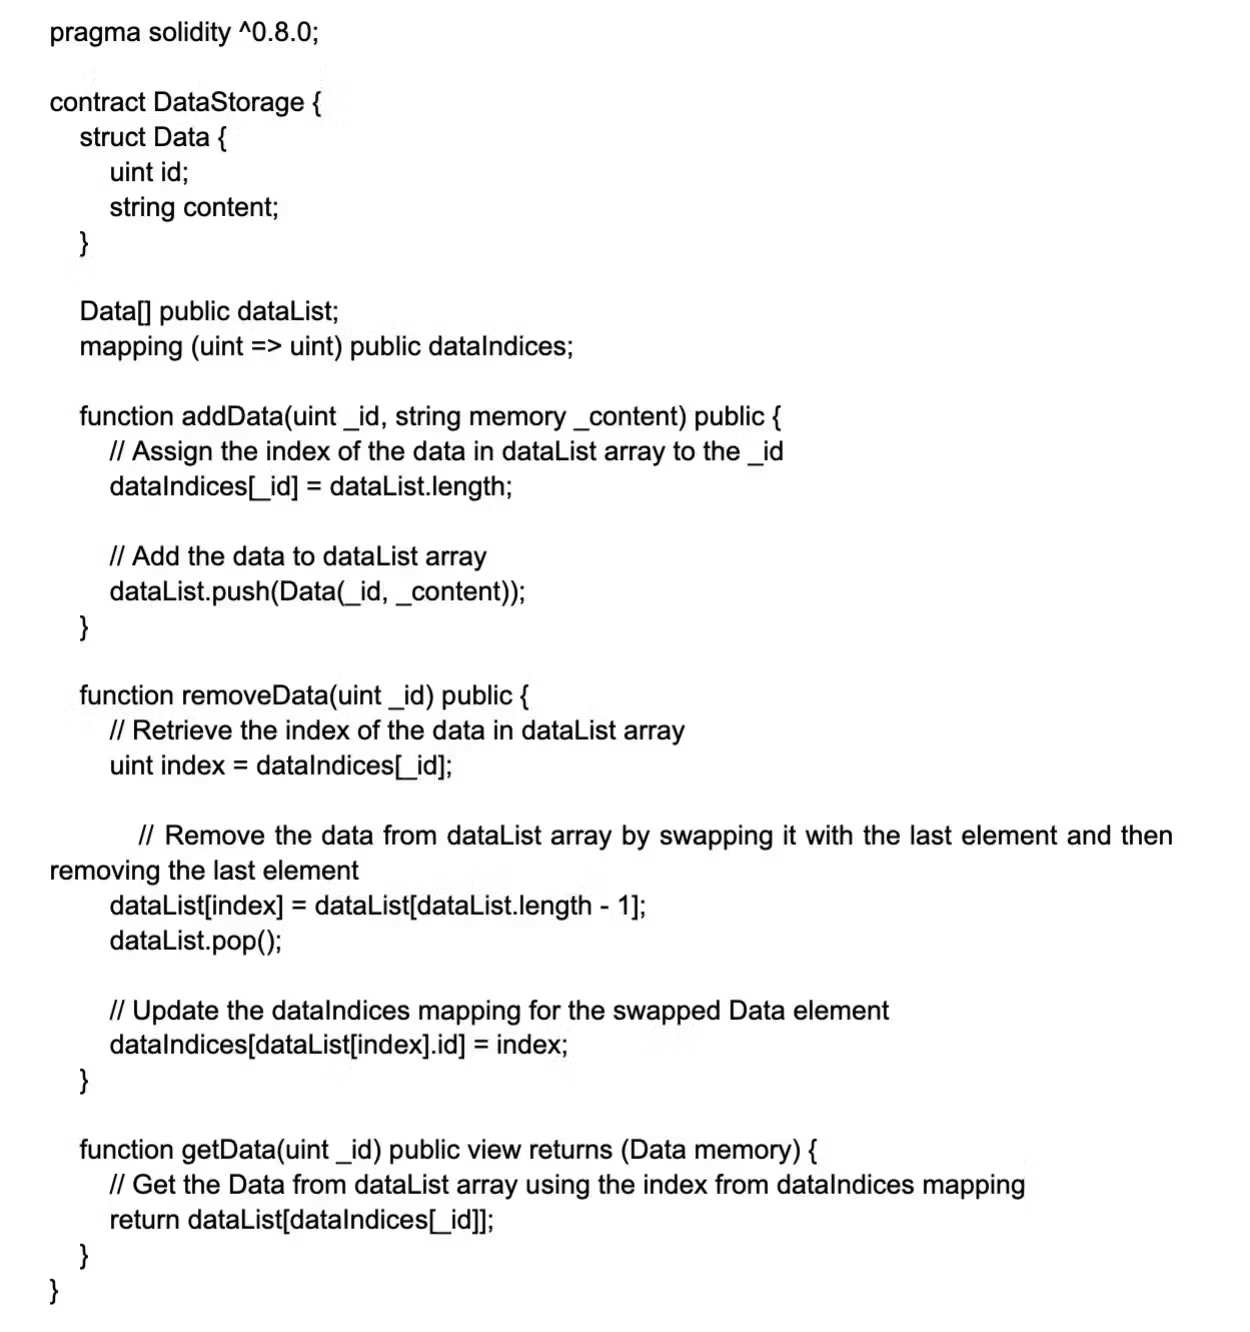 pragma solidity ^0.8.0;
contract DataStorage {
struct Data {
uint id;
string content;
}
Data[] public dataList;
mapping (uint => uint) public dataIndices;
function addData(uint _id, string memory _content) public {
// Assign the index of the data in dataList array to the _id
dataIndices[_id] = dataList.length;
// Add the data to dataList array
dataList.push(Data(_id, _content));
}
function removeData(uint _id) public {
// Retrieve the index of the data in dataList array
uint index = dataIndices[_id];
// Remove the data from dataList array by swapping it with the last element and then
removing the last element
dataList[index] = dataList[dataList.length - 1];
dataList.pop();
// Update the dataIndices mapping for the swapped Data element
dataIndices[dataList[index].id] = index;
}
function getData(uint _id) public view returns (Data memory) {
// Get the Data from dataList array using the index from dataIndices mapping
return dataList[dataIndices[_id]];
}
}